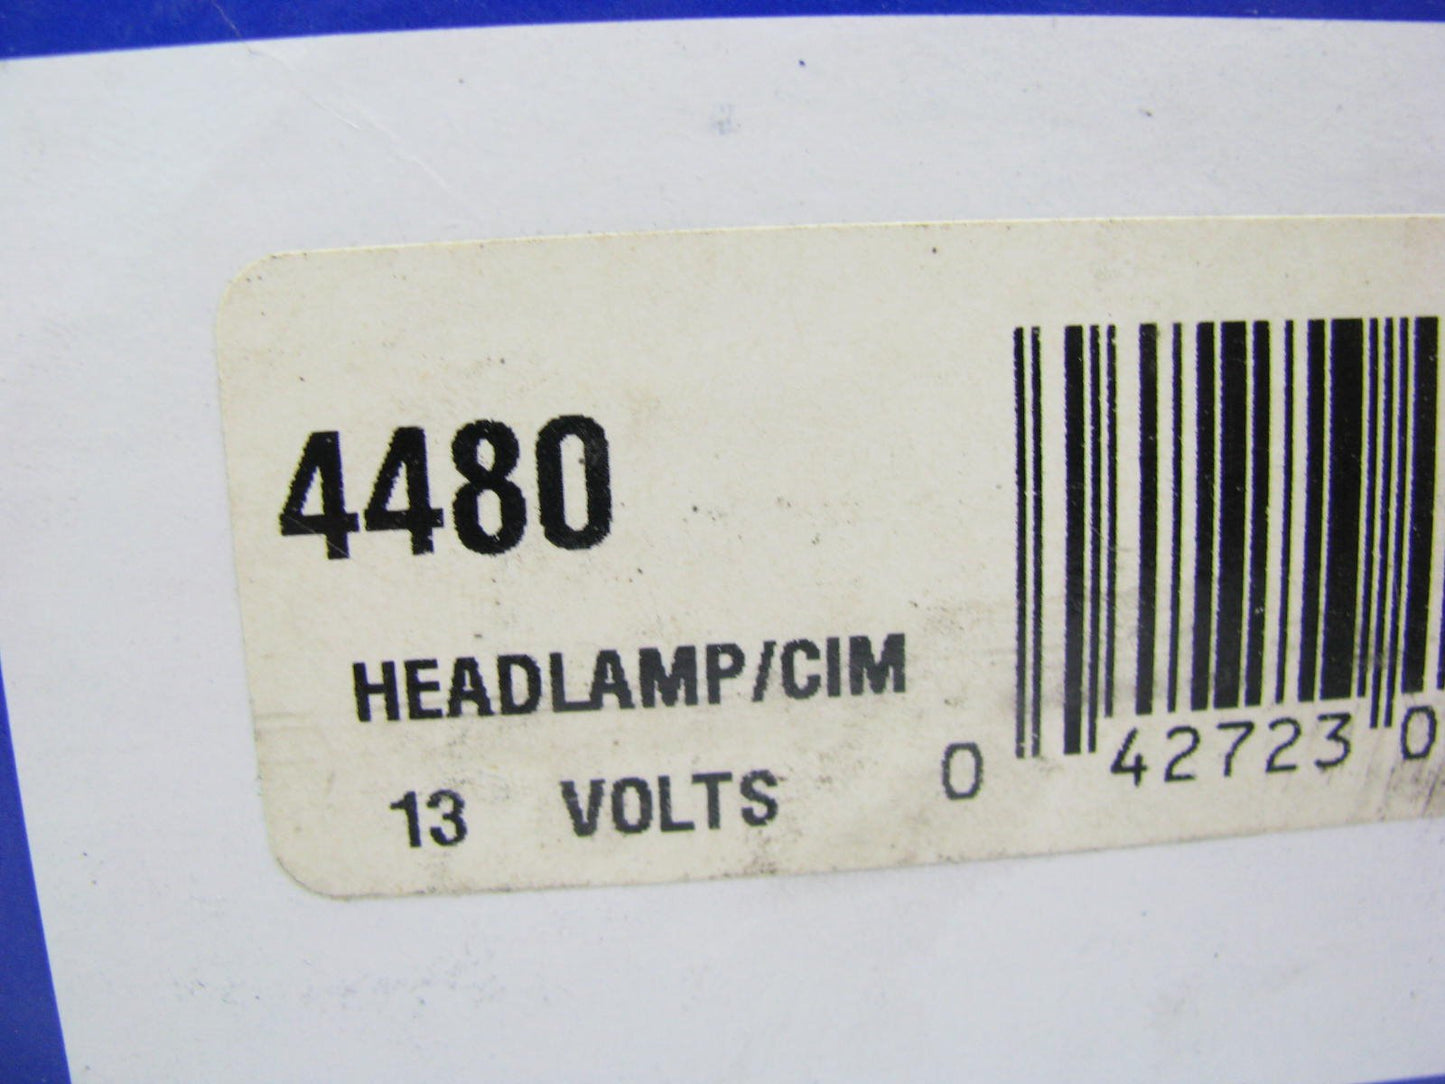 4480
HEADLAMP/CIM
13 VOLTS
0 42723 0